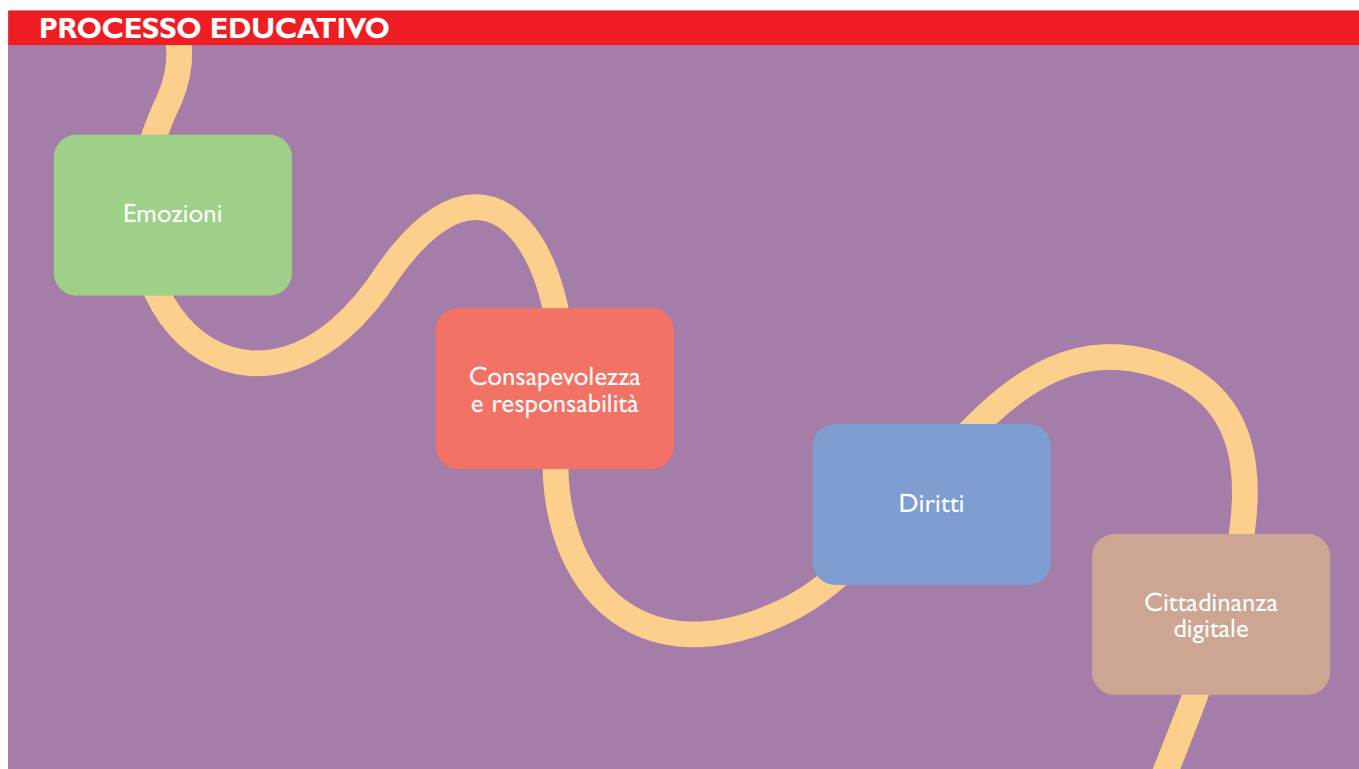 PROCESSO EDUCATIVO
Emozioni
Consapevolezza
e responsabilità
Diritti
Cittadinanza
digitale